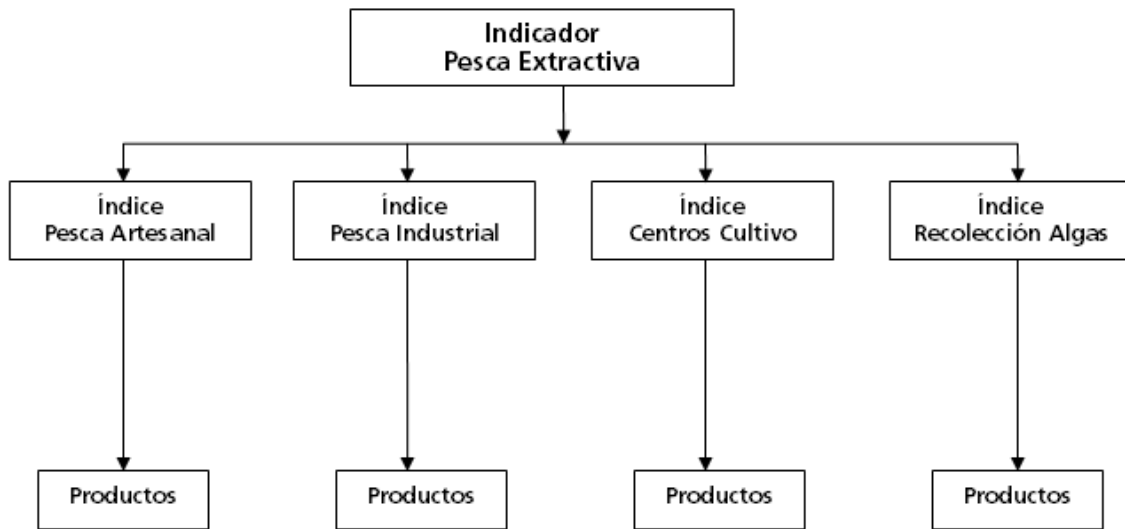 Indicador
Pesca Extractiva
Índice
Pesca Artesanal
Índice
Pesca Industrial
Índice
Centros Cultivo
Índice
Recolección Algas
Productos
Productos
Productos
Productos